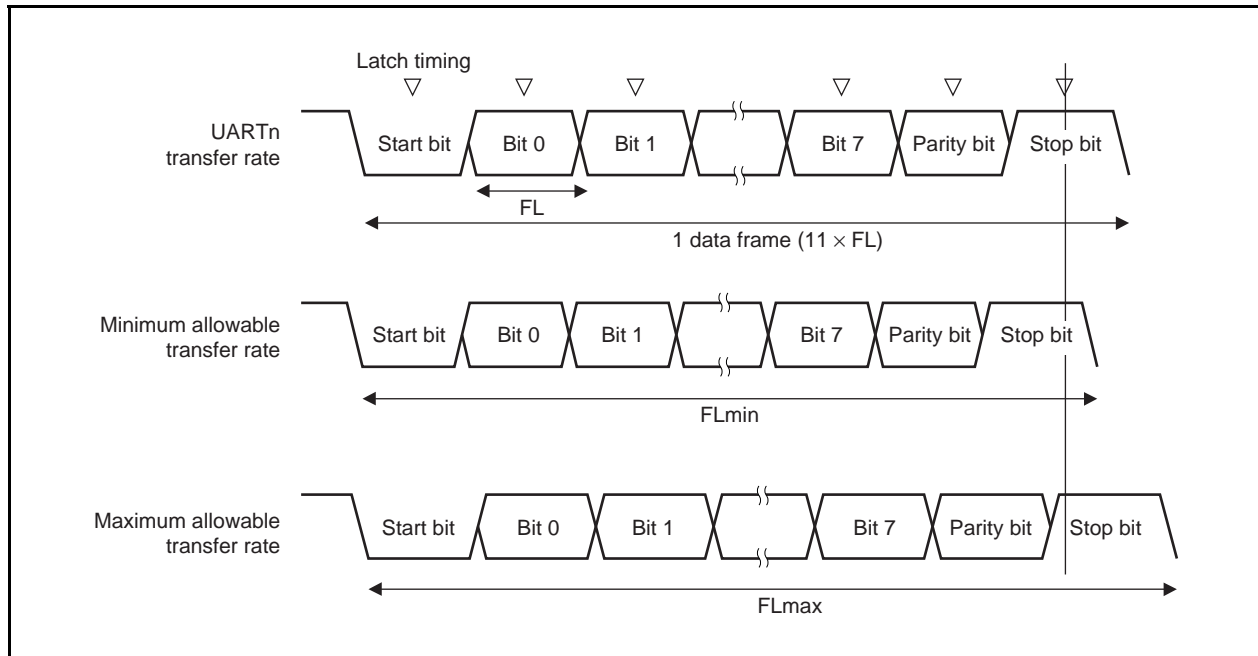 Latch timing
UARTn
transfer rate
Start bit
Bit 0
Bit 1
Bit 7
Parity bit
Stop bit
FL
1 data frame (11 × FL)
Minimum allowable
transfer rate
Start bit
Bit 0
Bit 1
Bit 7
Parity bit
Stop bit
FLmin
Maximum allowable
transfer rate
Start bit
Bit 0
Bit 1
Bit 7
Parity bit
Stop bit
FLmax